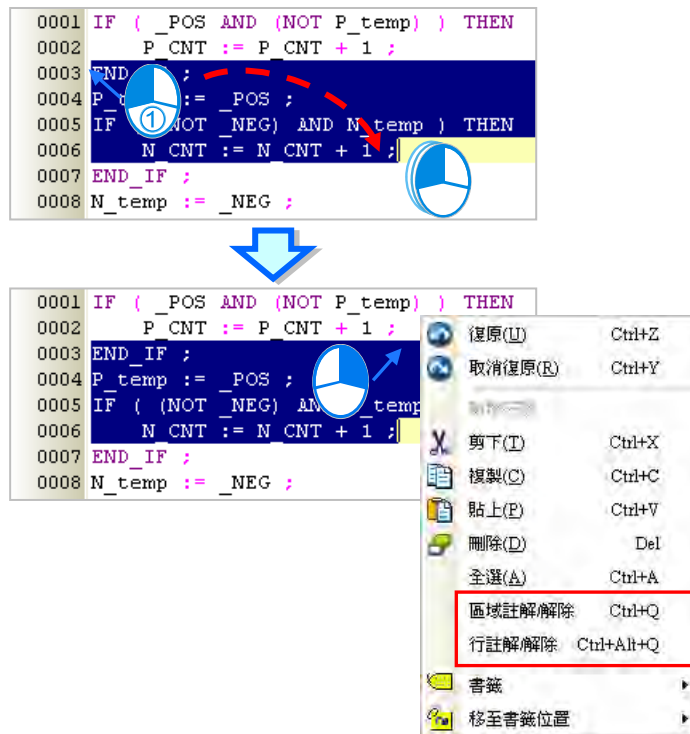 0001 IF ( _POS AND (NOT P_temp) ) THEN
0002 P_CNT := P_CNT + 1 ;
0003 END ;
0004 P_ := _POS ;
0005 IF NOT _NEG) AND N_temp ) THEN
0006 N_CNT := N_CNT + 1 ;
0007 END_IF ;
0008 N_temp := _NEG ;
①
0001 IF ( _POS AND (NOT P_temp) ) THEN
0002 P_CNT := P_CNT + 1 ;
0003 END_IF ;
0004 P_temp := _POS ;
0005 IF ( (NOT _NEG) AN _temp
0006 N_CNT := N_CNT + 1 ;
0007 END_IF ;
0008 N_temp := _NEG ;
復原(U) Ctrl+Z
取消復原(R) Ctrl+Y
剪下(T) Ctrl+X
複製(C) Ctrl+C
貼上(P) Ctrl+V
刪除(D) Del
全選(A) Ctrl+A
區域註解/解除 Ctrl+Q
行註解/解除 Ctrl+Alt+Q
書籤
移至書籤位置